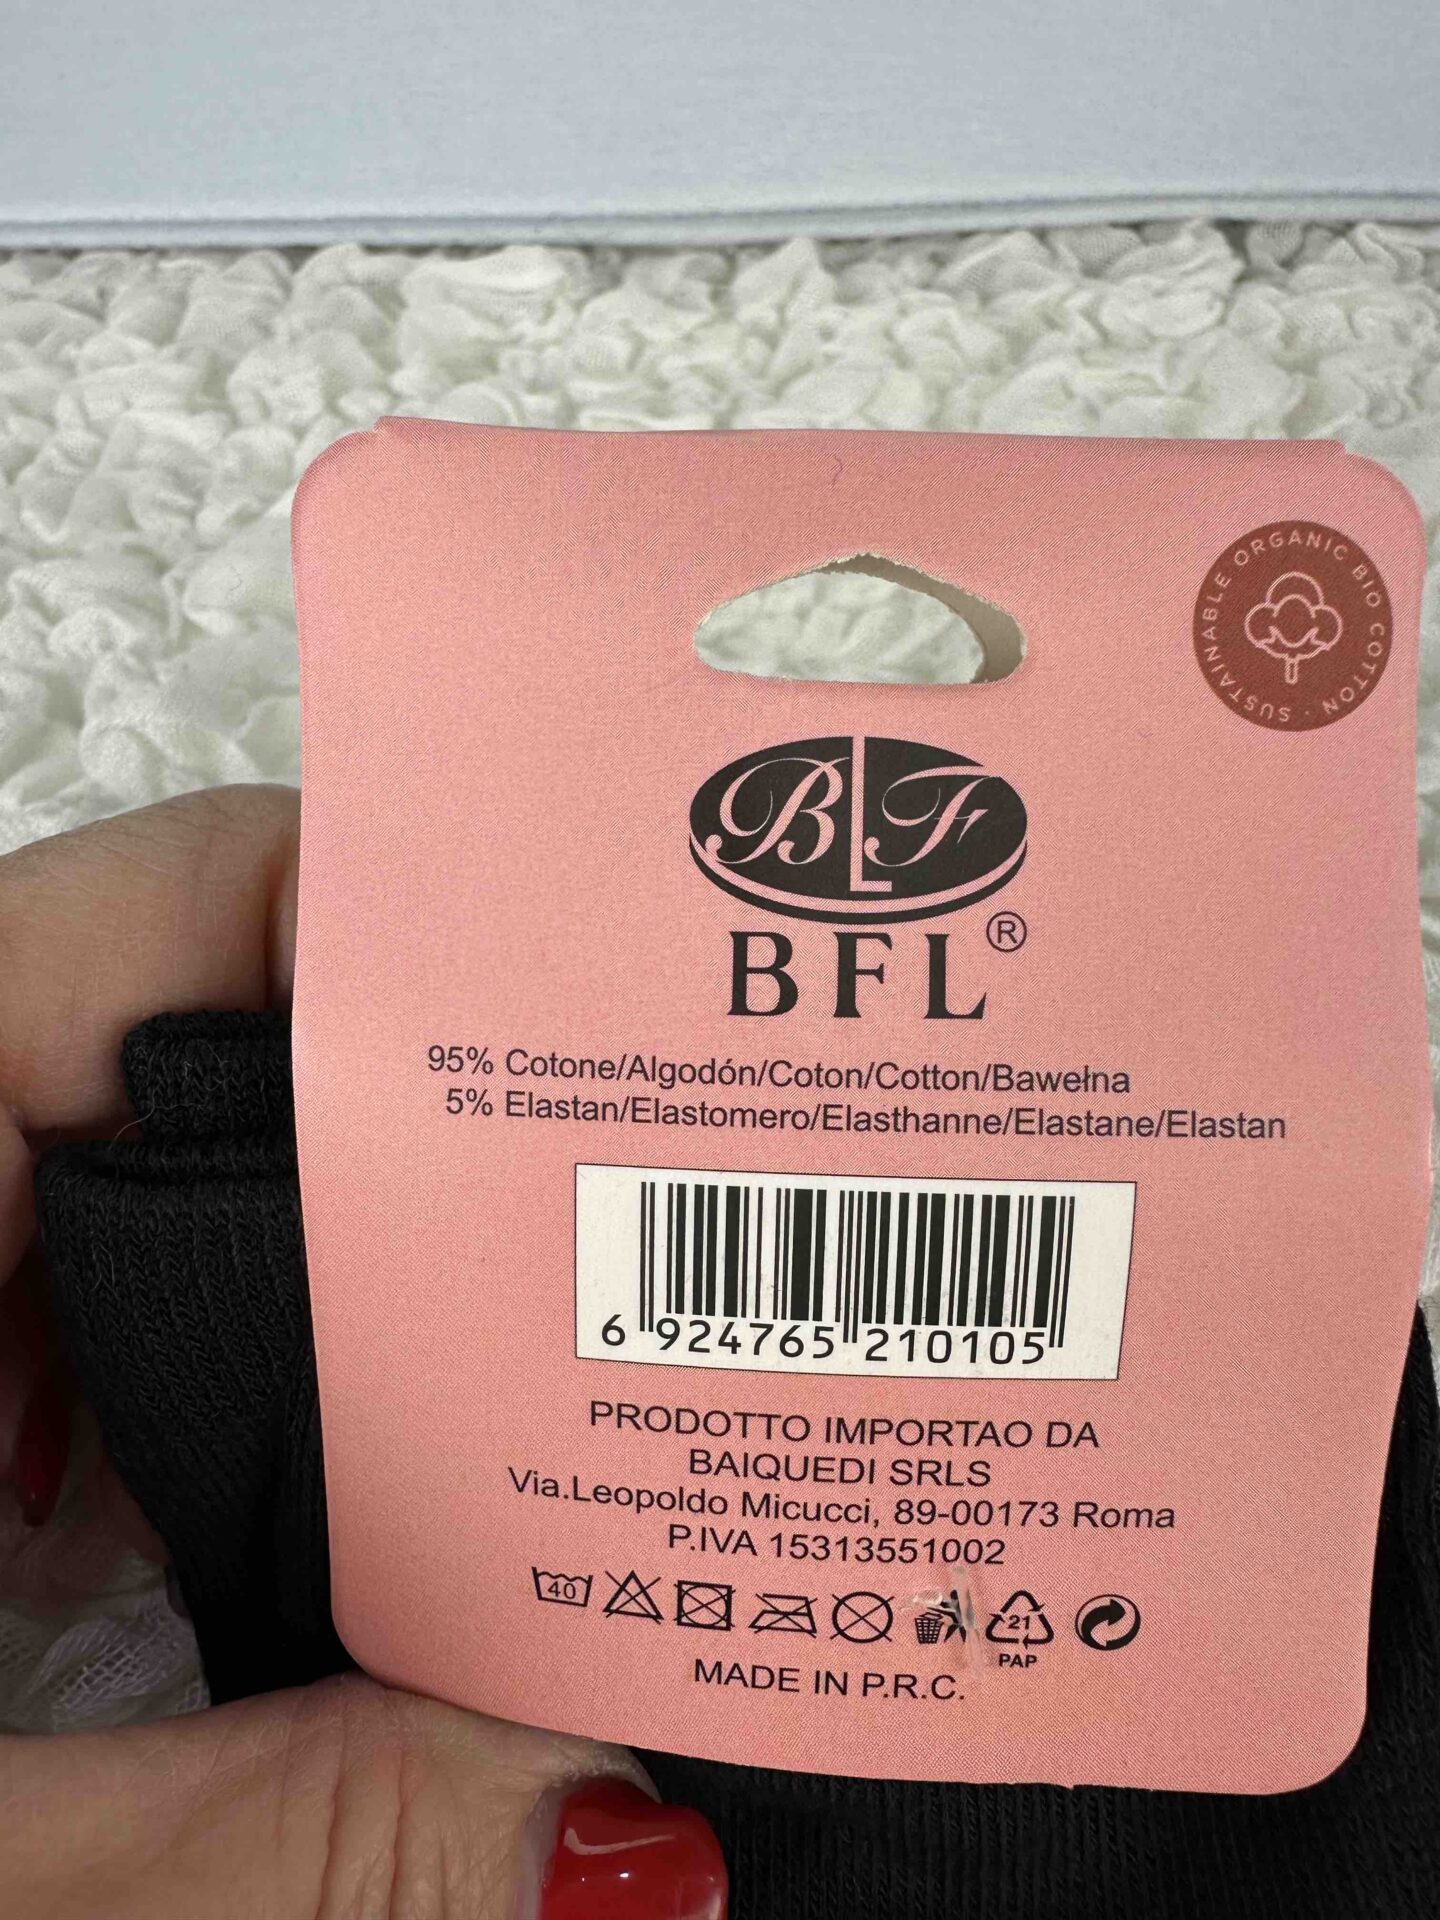 SUSTAINABLE ORGANIC BIO COTTON ·
BLF
BFL®
95% Cotone/Algodón/Coton/Cotton/Bawełna
5% Elastan/Elastomero/Elasthanne/Elastane/Elastan
6 924765 210105
PRODOTTO IMPORTAO DA
BAIQUEDI SRLS
Via.Leopoldo Micucci, 89-00173 Roma
P.IVA 15313551002
40
21
PAP
MADE IN P.R.C.